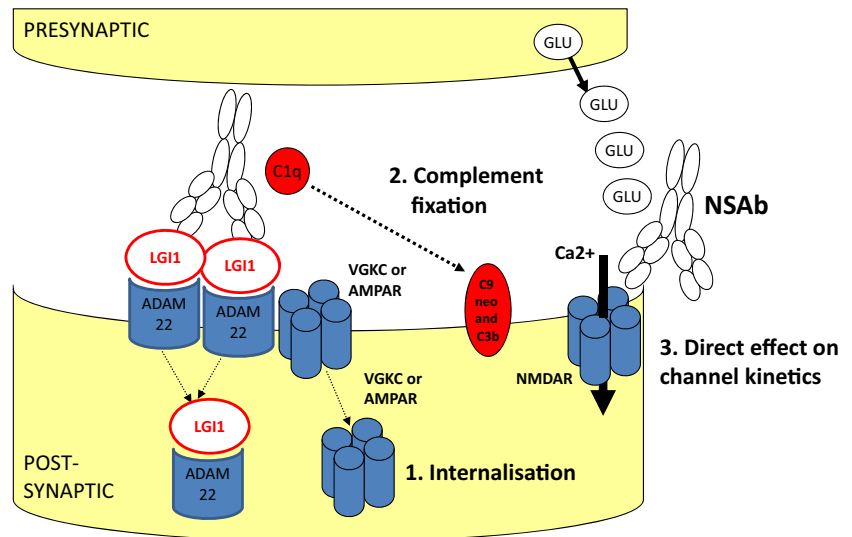 PRESYNAPTIC
GLU
GLU
GLU
GLU
C1q
2. Complement
fixation
NSAb
LGI1
LGI1
ADAM
22
ADAM
22
VGKC or
AMPAR
C9
neo
and
C3b
Ca2+
NMDAR
3. Direct effect on
channel kinetics
VGKC or
AMPAR
LGI1
ADAM
22
1. Internalisation
POST-
SYNAPTIC